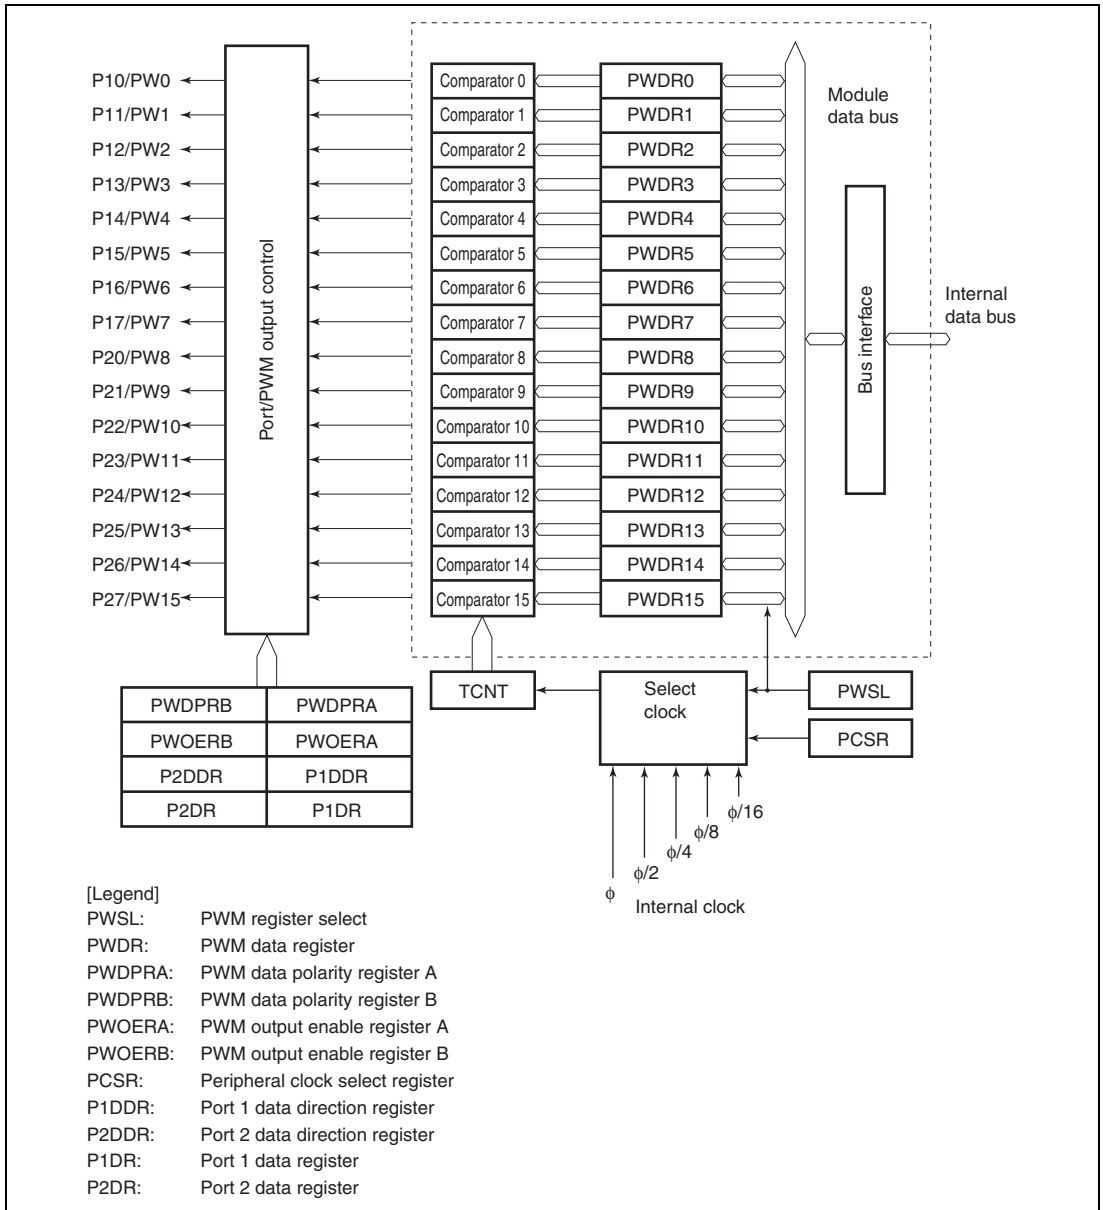 P10/PW0 Comparator 0 PWDR0
P11/PW1 Comparator 1 PWDR1
P12/PW2 Comparator 2 PWDR2
P13/PW3 Comparator 3 PWDR3
P14/PW4 Comparator 4 PWDR4
P15/PW5 Comparator 5 PWDR5
P16/PW6 Comparator 6 PWDR6
P17/PW7 Comparator 7 PWDR7
P20/PW8 Comparator 8 PWDR8
P21/PW9 Comparator 9 PWDR9
P22/PW10 Comparator 10 PWDR10
P23/PW11 Comparator 11 PWDR11
P24/PW12 Comparator 12 PWDR12
P25/PW13 Comparator 13 PWDR13
P26/PW14 Comparator 14 PWDR14
P27/PW15 Comparator 15 PWDR15
Port/PWM output control
Module
data bus
Bus interface
Internal
data bus
TCNT
Select
clock
PWSL
PCSR
PWDPRB PWDPRA
PWOERB PWOERA
P2DDR P1DDR
P2DR P1DR
ϕ/16
ϕ/8
ϕ/4
ϕ/2
ϕ
Internal clock
[Legend]
PWSL: PWM register select
PWDR: PWM data register
PWDPRA: PWM data polarity register A
PWDPRB: PWM data polarity register B
PWOERA: PWM output enable register A
PWOERB: PWM output enable register B
PCSR: Peripheral clock select register
P1DDR: Port 1 data direction register
P2DDR: Port 2 data direction register
P1DR: Port 1 data register
P2DR: Port 2 data register